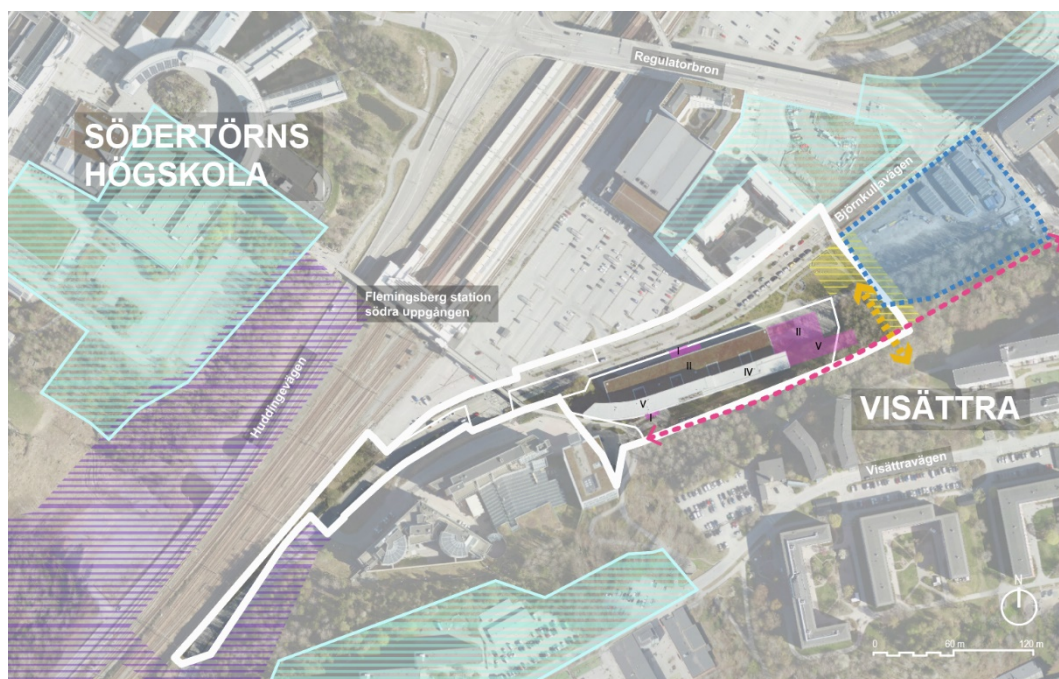 Regulatorbron
SÖDERTÖRNS
HÖGSKOLA
Björnkullavägen
Flemingsberg station
södra uppgången
Huddingevägen
I
II
V
II
IV
V
I
VISÄTTRA
Visättravägen
N
0
60 m
120 m